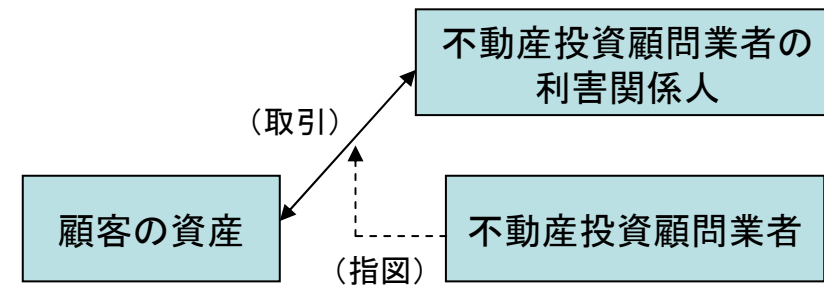 不動産投資顧問業者の
利害関係人
（取引）
顧客の資産
不動産投資顧問業者
（指図）